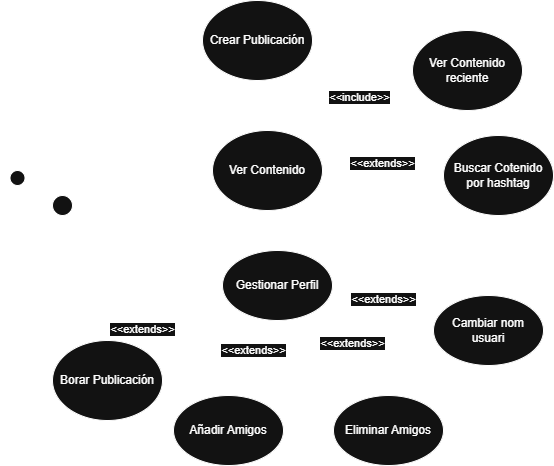 Crear Publicación
Ver Contenido
reciente
<<include>>
Ver Contenido
<<extends>>
Buscar Cotenido
por hashtag
Gestionar Perfil
<<extends>>
Cambiar nom
usuari
<<extends>>
<<extends>>
<<extends>>
Borar Publicación
Añadir Amigos
Eliminar Amigos